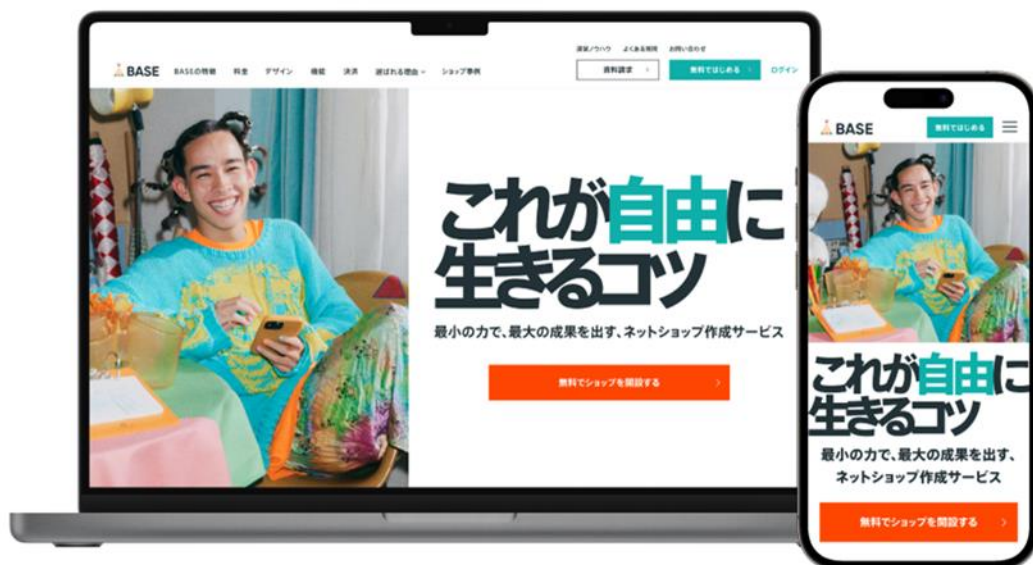 運営ノウハウ よくある質問 お問い合わせ
BASE BASEの特徴 料金 デザイン 機能 決済 選ばれる理由 ショップ事例 資料請求 無料ではじめる ログイン
これが自由に
生きるコツ
最小の力で、最大の成果を出す、ネットショップ作成サービス
無料でショップを開設する
BASE 無料ではじめる
これが自由に
生きるコツ
最小の力で、最大の成果を出す、
ネットショップ作成サービス
無料でショップを開設する